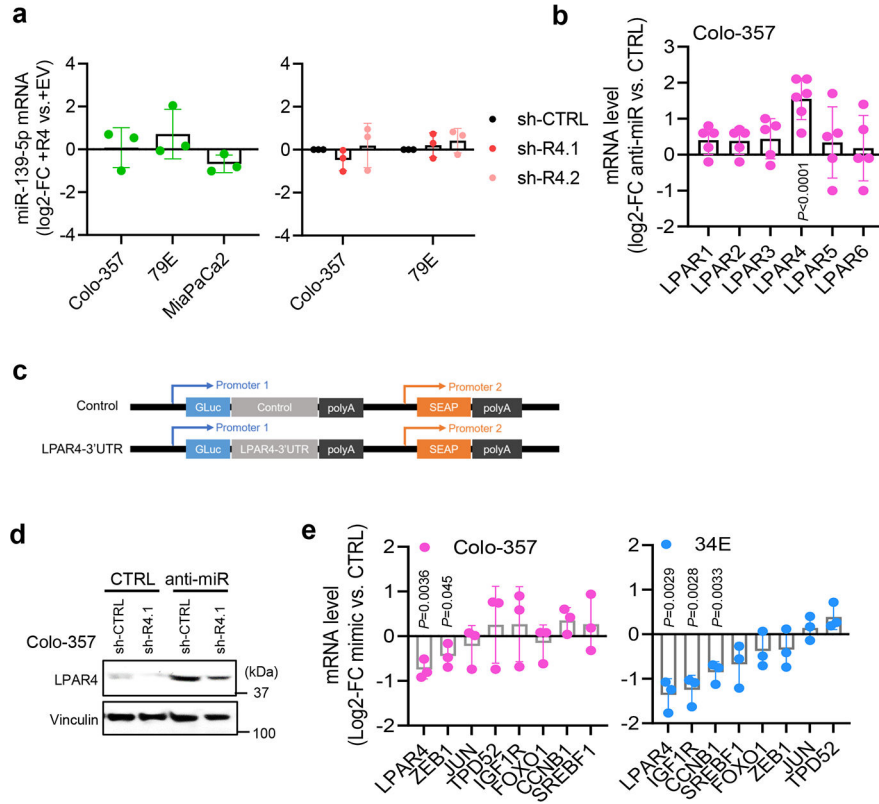 a
miR-139-5p mRNA
(log2-FC +R4 vs.+EV)
4
2
0
-2
-4
Colo-357
79E
MiaPaCa2
4
2
0
-2
-4
Colo-357
79E
sh-CTRL
sh-R4.1
sh-R4.2
b
Colo-357
mRNA level
(log2-FC anti-miR vs. CTRL)
3
2
1
0
-1
-2
P<0.0001
LPAR1
LPAR2
LPAR3
LPAR4
LPAR5
LPAR6
c
Control
Promoter 1
Promoter 2
GLuc
Control
polyA
SEAP
polyA
LPAR4-3'UTR
Promoter 1
Promoter 2
GLuc
LPAR4-3'UTR
polyA
SEAP
polyA
d
CTRL
anti-miR
sh-CTRL
sh-R4.1
sh-CTRL
sh-R4.1
Colo-357
(kDa)
LPAR4
37
Vinculin
100
e
mRNA level
(Log2-FC mimic vs. CTRL)
Colo-357
2
1
0
-1
-2
P=0.0036
P=0.045
LPAR4
ZEB1
JUN
TPD52
IGF1R
FOXO1
CCNB1
SREBF1
34E
2
1
0
-1
-2
P=0.0029
P=0.0028
P=0.0033
LPAR4
IGF1R
CCNB1
SREBF1
FOXO1
ZEB1
JUN
TPD52